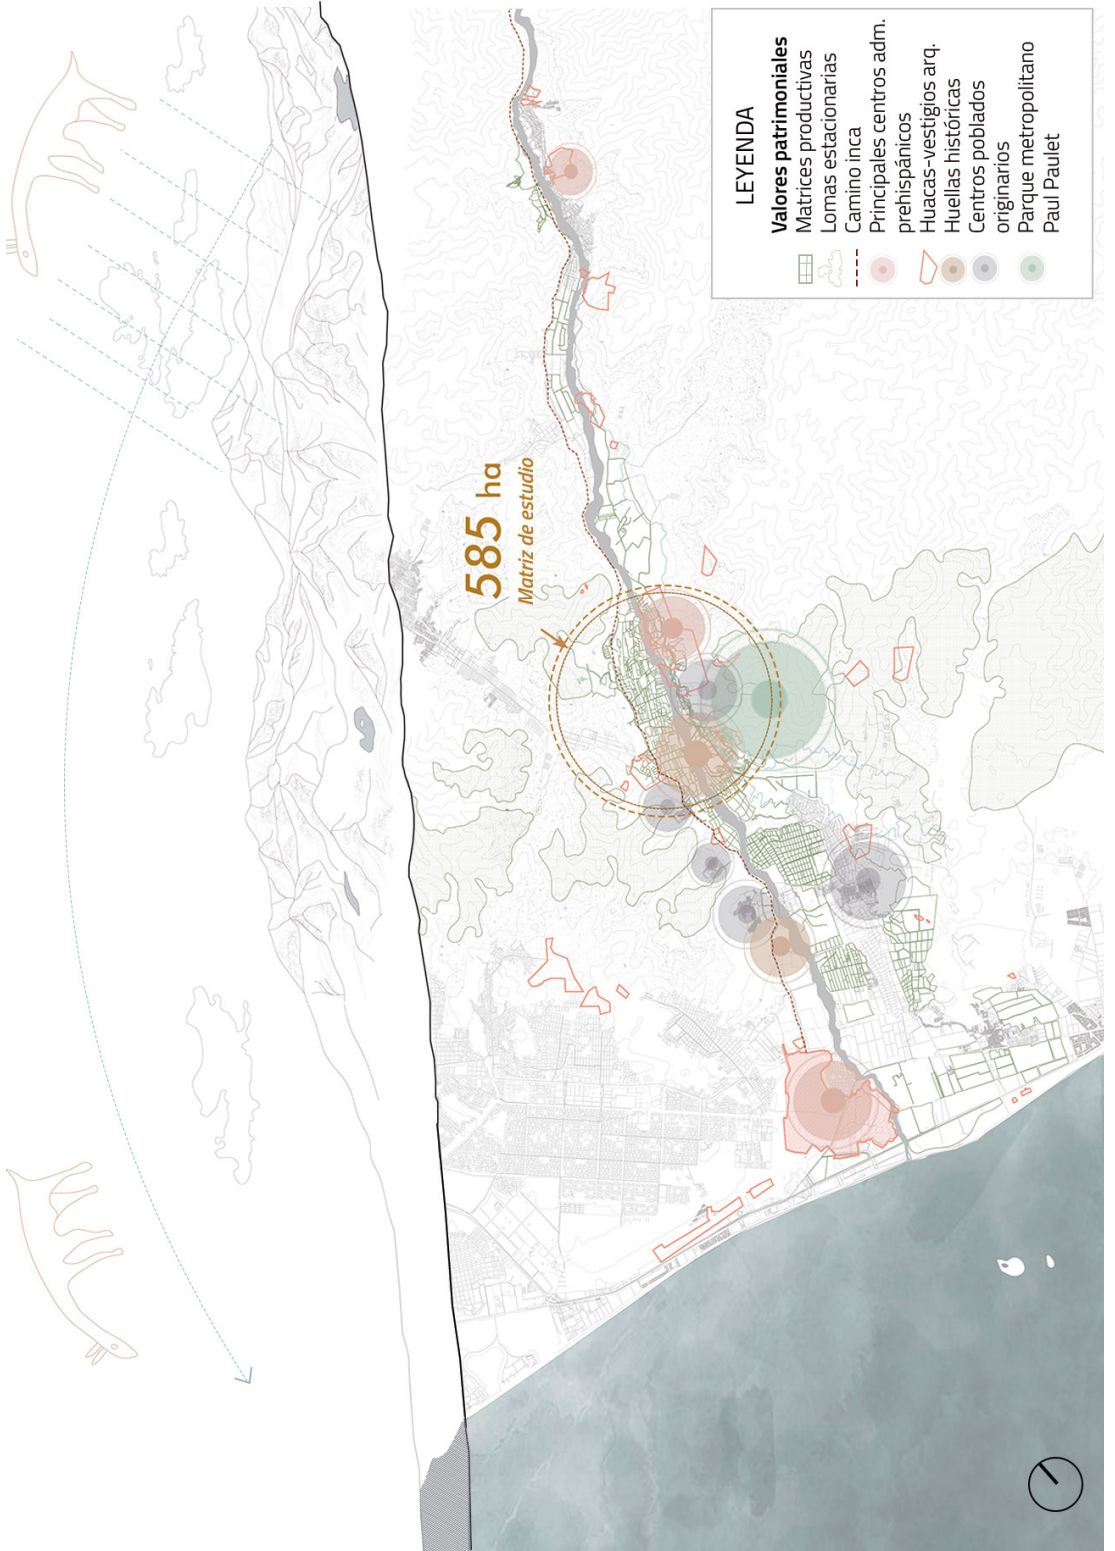 585 ha
Matriz de estudio
LEYENDA
Valores patrimoniales
Matrices productivas
Lomas estacionarias
Camino inca
Principales centros adm.
prehispánicos
Huacas-vestigios arq.
Huellas históricas
Centros poblados
originarios
Parque metropolitano
Paul Paulet